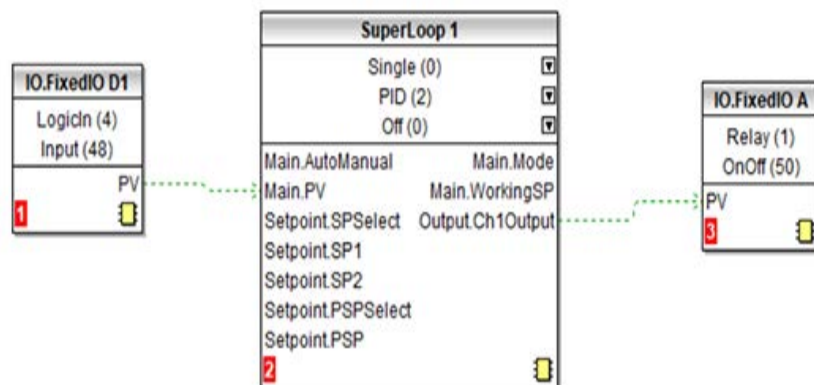 IO.FixedIO D1
LogicIn (4)
Input (48)
PV
1
SuperLoop 1
Single (0)
PID (2)
Off (0)
Main.AutoManual Main.Mode
Main.PV Main.WorkingSP
Setpoint.SPSelect Output.Ch1Output
Setpoint.SP1
Setpoint.SP2
Setpoint.PSPSelect
Setpoint.PSP
2
IO.FixedIO A
Relay (1)
OnOff (50)
PV
3